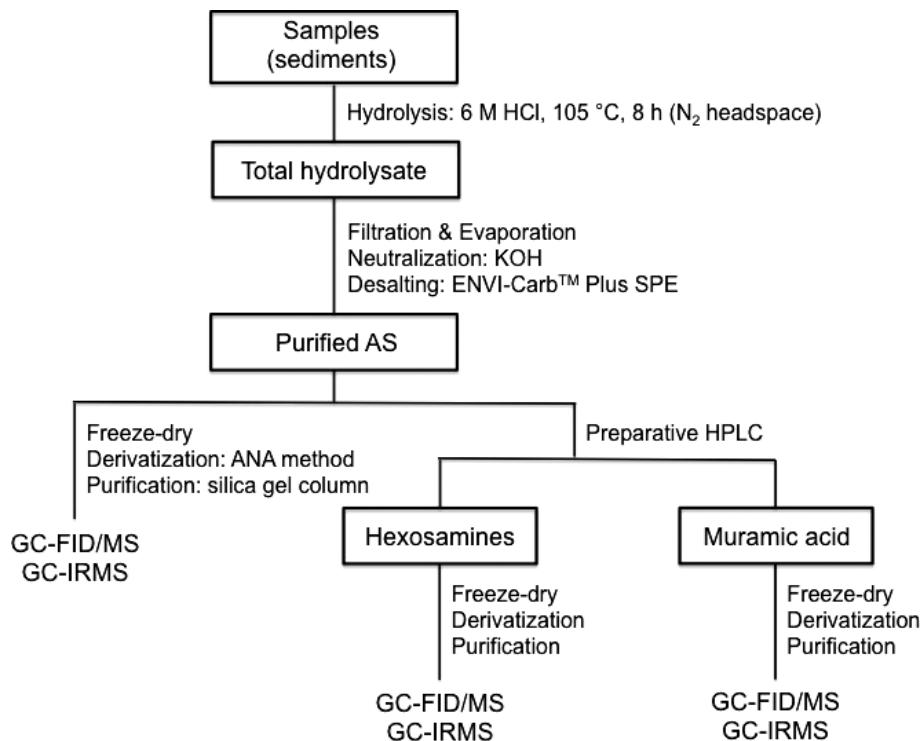 Samples
(sediments)
Hydrolysis: 6 M HCl, 105 °C, 8 h (N₂ headspace)
Total hydrolysate
Filtration & Evaporation
Neutralization: KOH
Desalting: ENVI-Carb™ Plus SPE
Purified AS
Freeze-dry
Derivatization: ANA method
Purification: silica gel column
GC-FID/MS
GC-IRMS
Preparative HPLC
Hexosamines
Freeze-dry
Derivatization
Purification
GC-FID/MS
GC-IRMS
Muramic acid
Freeze-dry
Derivatization
Purification
GC-FID/MS
GC-IRMS